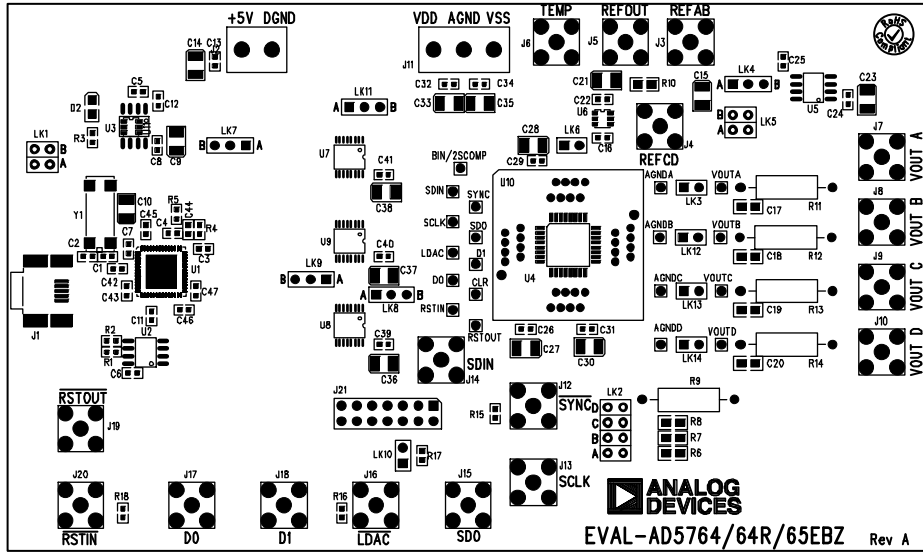 +5V DGND
VDD AGND VSS
TEMP
REFOUT
REFAB
RoHS
Compliant
C14
C13
J2
J11
J6
J5
J3
C25
LK4
A
B
C5
D2
C12
U3
LK11
A
B
C32
C34
C33
C35
C21
R10
C15
C22
U6
C18
U5
C23
C24
B
A
LK5
J7
VOUT A
LK1
B
A
R3
C8
C9
LK7
B
A
U7
C28
LK6
C29
J4
REFCD
BIN/2SCOMP
U10
C41
C38
SDIN
SYNC
SCLK
SDO
LDAC
D1
DO
CLR
RSTIN
RSTOUT
U4
AGNDA
LK3
VOUTA
R11
C17
J8
VOUT B
AGNDB
LK12
VOUTB
R12
C18
J9
VOUT C
AGNDC
LK13
VOUTC
R13
C19
J10
VOUT D
AGNDD
LK14
VOUTD
R14
C20
Y1
C10
C45
R5
C44
C4
R4
C3
C2
C7
C1
C42
C43
U1
C47
C46
C11
J1
R2
R1
U2
C6
U9
C40
LK9
B
A
C37
A
B
LK8
U8
C39
C36
C26
C27
C31
C30
SDIN
J14
RSTOUT
J19
J21
R15
J12
SYNC
LK2
D
C
B
A
R9
R8
R7
R6
LK10
R17
J13
SCLK
J20
RSTIN
R18
J17
D0
J18
D1
R16
J16
LDAC
J15
SDO
ANALOG
DEVICES
EVAL-AD5764/64R/65EBZ
Rev A